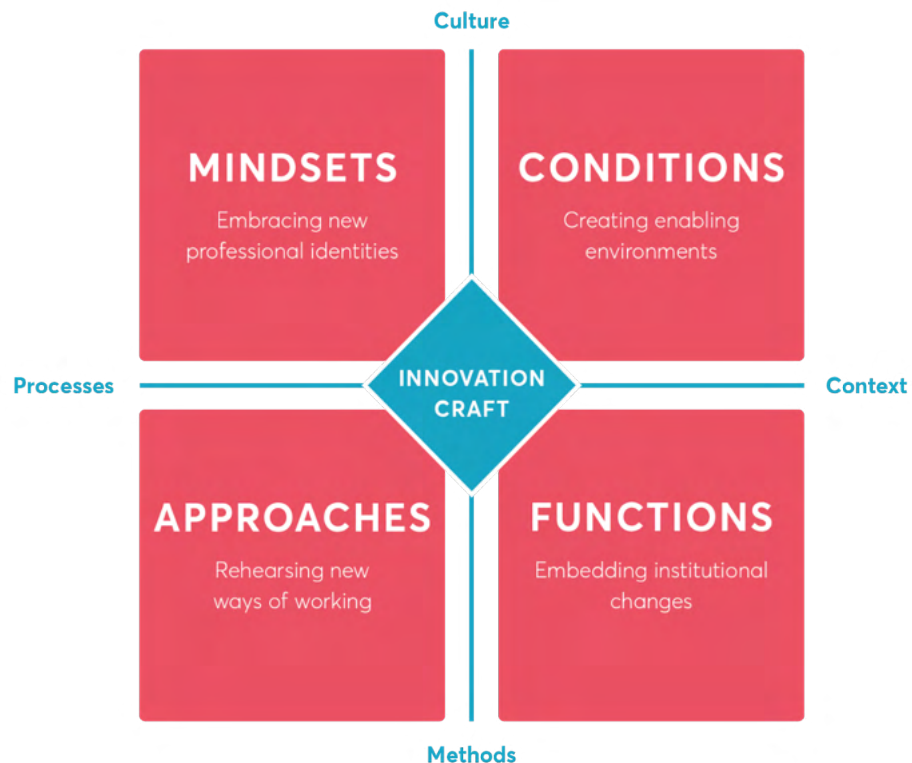 Culture
MINDSETS
Embracing new
professional identities
CONDITIONS
Creating enabling
environments
Processes
INNOVATION
CRAFT
Context
APPROACHES
Rehearsing new
ways of working
FUNCTIONS
Embedding institutional
changes
Methods